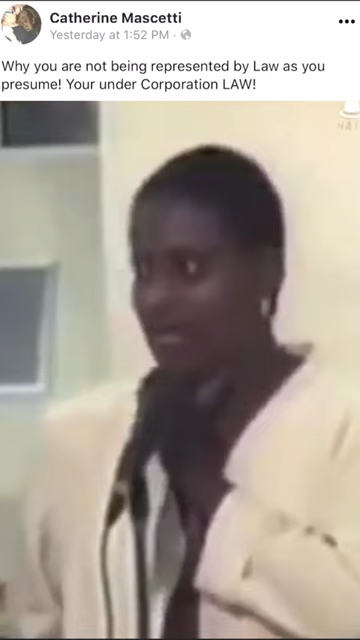 Catherine Mascetti
Yesterday at 1:52 PM ·
Why you are not being represented by Law as you
presume! Your under Corporation LAW!